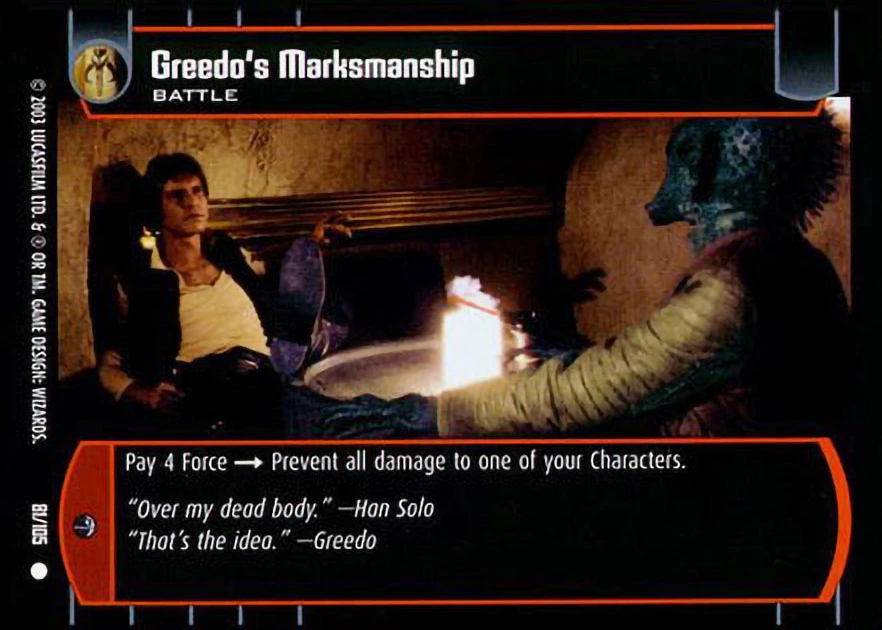 Greedo's Marksmanship
BATTLE
© 2003 LUCASFILM LTD. & ® OR TM. GAME DESIGN: WIZARDS.
81/105
Pay 4 Force → Prevent all damage to one of your Characters.
"Over my dead body." —Han Solo
"That's the idea." —Greedo